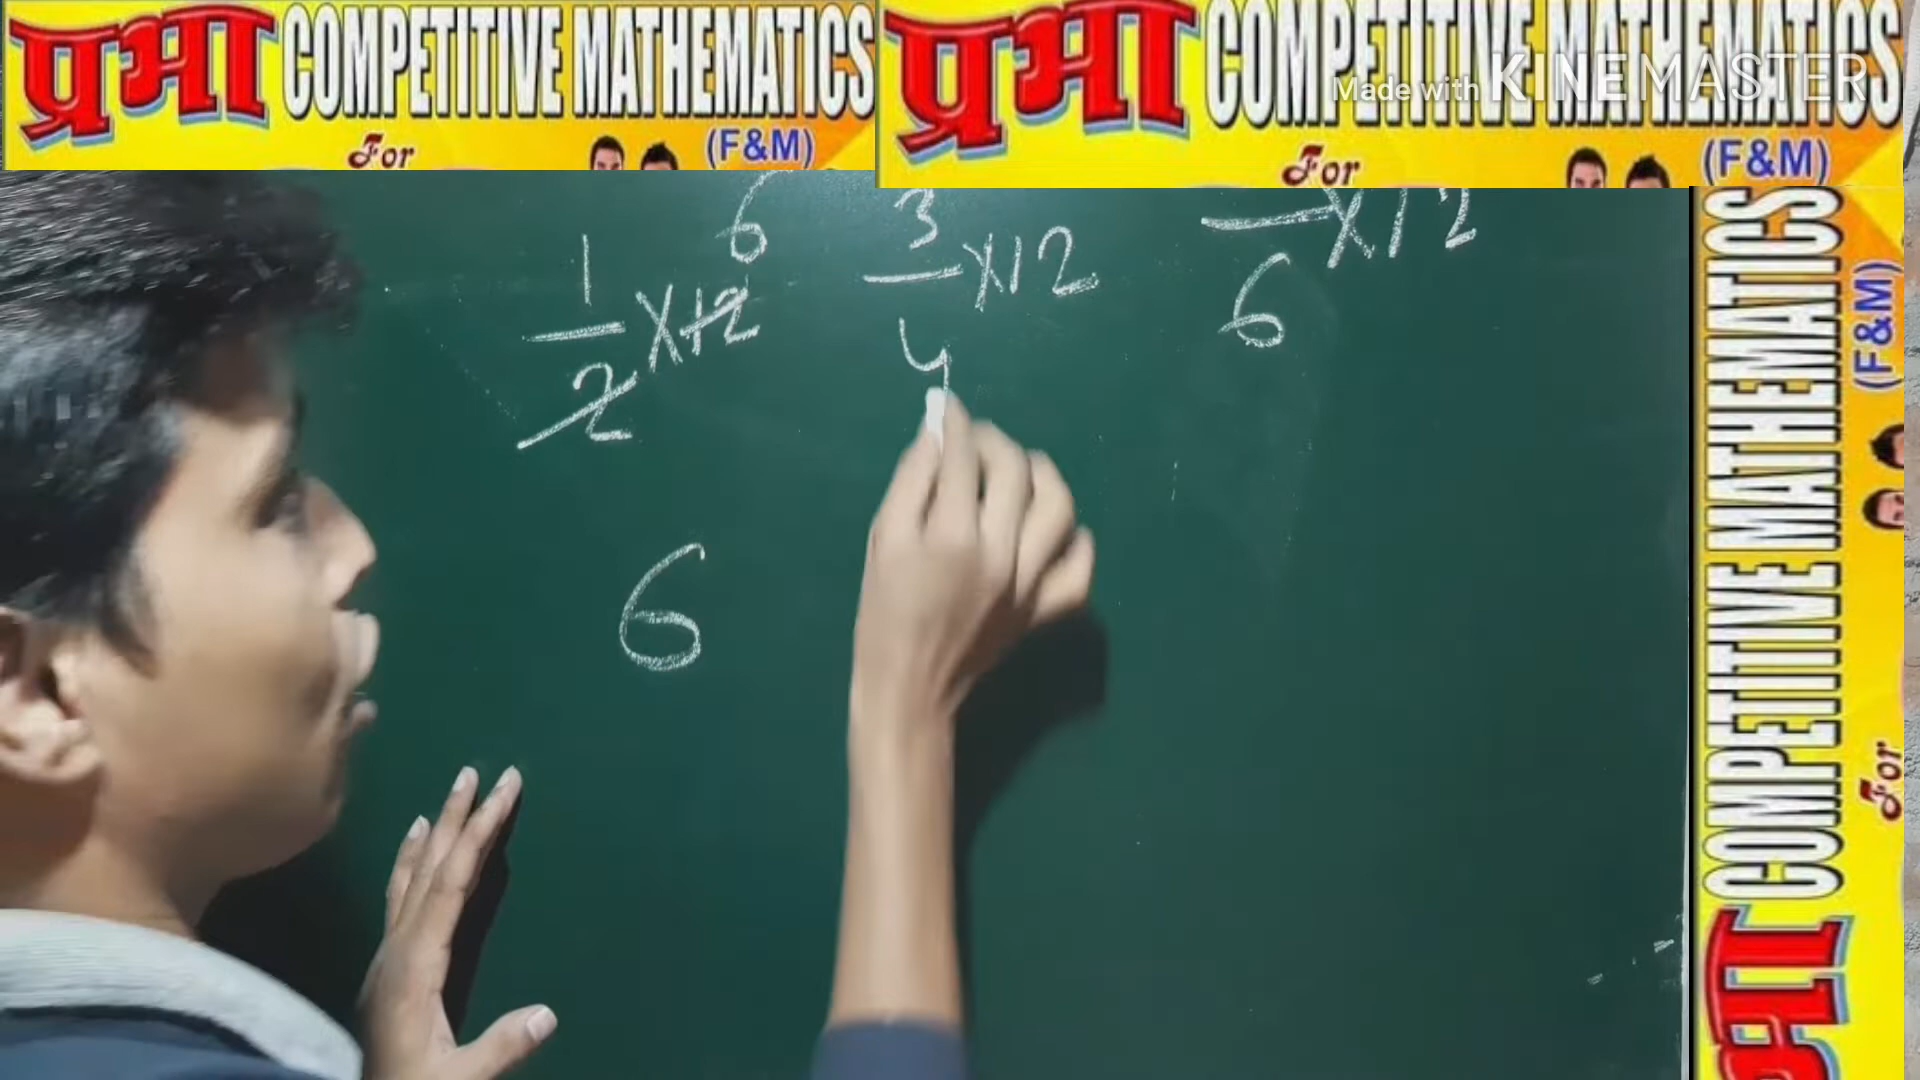 प्रभा COMPETITIVE MATHEMATICS
For
(F&M)
प्रभा COMPETITIVE MATHEMATICS
Made with KINEMASTER
For
(F&M)
6
1/2 x 12
3/4 x 12
6 x 12
6
COMPETITIVE MATHEMATICS
(F&M)
For